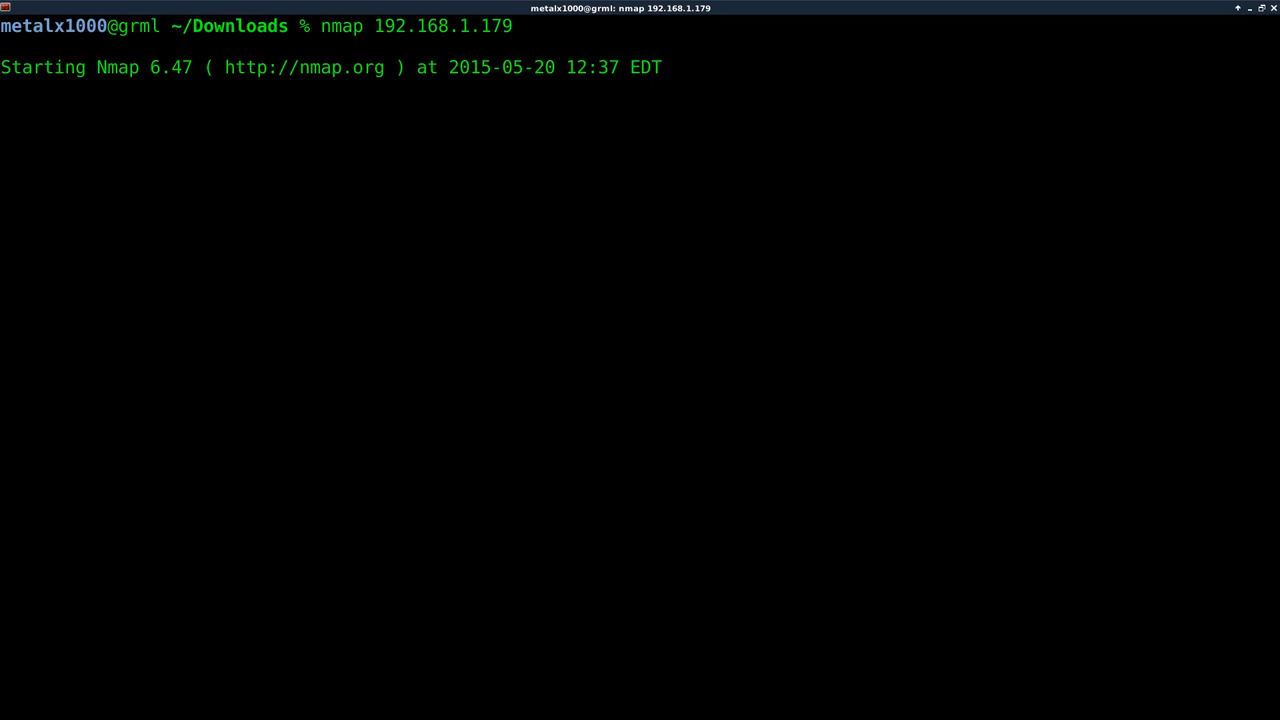 metalx1000@grml: nmap 192.168.1.179
metalx1000@grml ~/Downloads % nmap 192.168.1.179
Starting Nmap 6.47 ( http://nmap.org ) at 2015-05-20 12:37 EDT